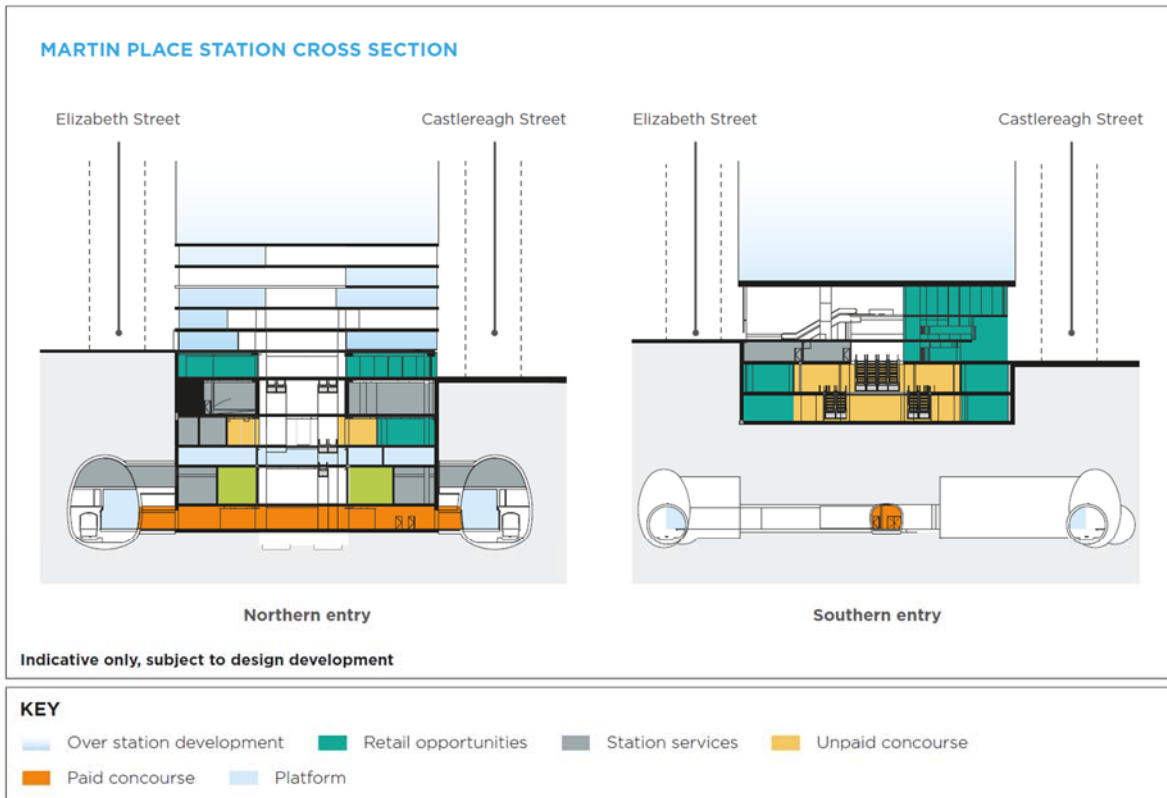 MARTIN PLACE STATION CROSS SECTION
Elizabeth Street
Castlereagh Street
Elizabeth Street
Castlereagh Street
Northern entry
Southern entry
Indicative only, subject to design development
KEY
Over station development
Retail opportunities
Station services
Unpaid concourse
Paid concourse
Platform